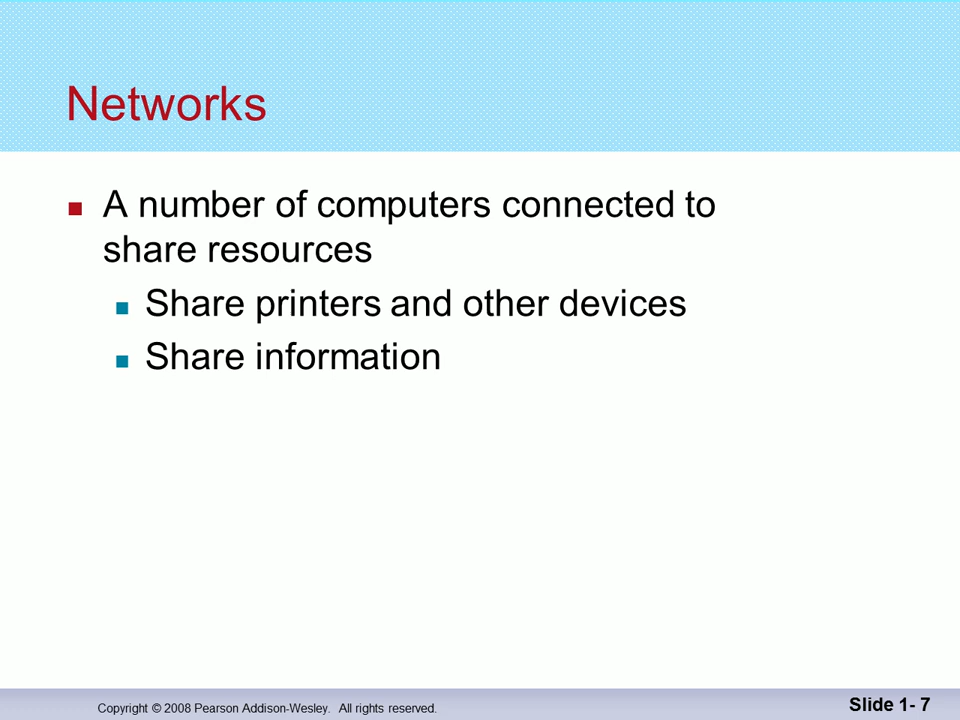 Networks
A number of computers connected to
share resources
Share printers and other devices
Share information
Copyright © 2008 Pearson Addison-Wesley. All rights reserved.
Slide 1- 7